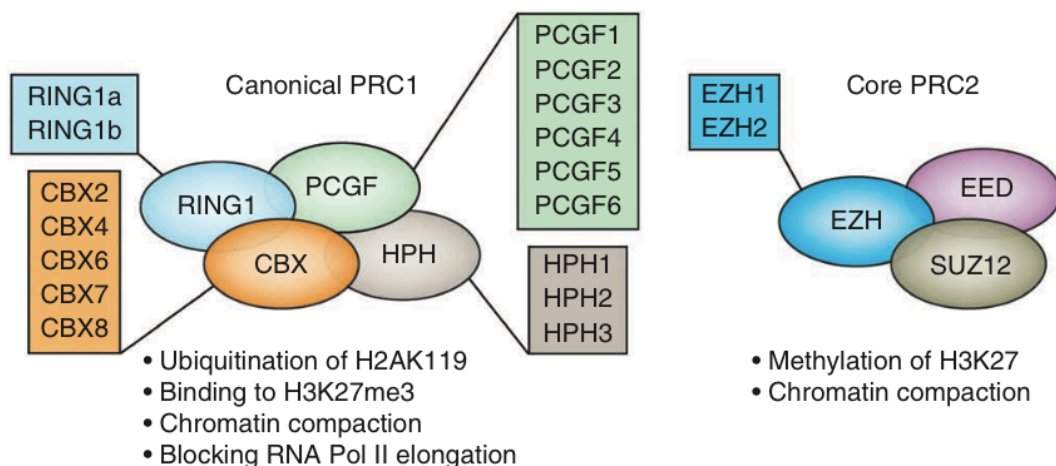 Canonical PRC1
RING1a
RING1b
CBX2
CBX4
CBX6
CBX7
CBX8
RING1
PCGF
CBX
HPH
PCGF1
PCGF2
PCGF3
PCGF4
PCGF5
PCGF6
HPH1
HPH2
HPH3
• Ubiquitination of H2AK119
• Binding to H3K27me3
• Chromatin compaction
• Blocking RNA Pol II elongation
Core PRC2
EZH1
EZH2
EZH
EED
SUZ12
• Methylation of H3K27
• Chromatin compaction